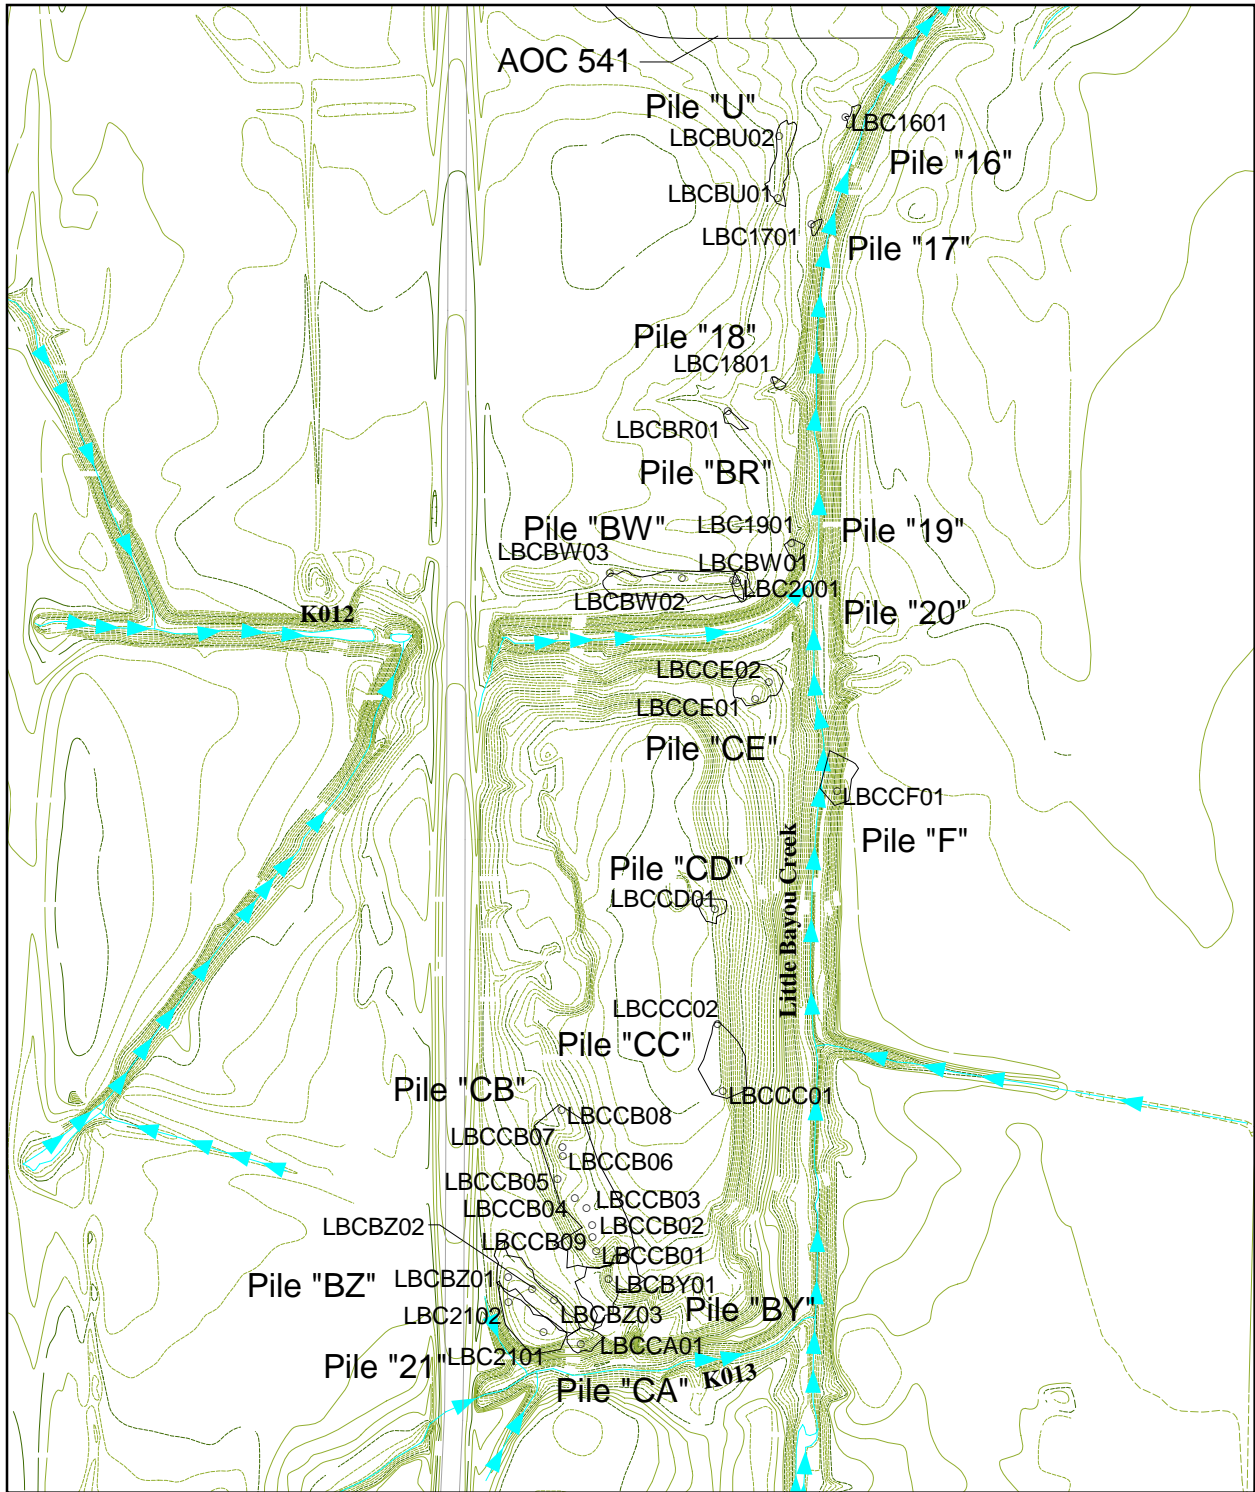 AOC 541
Pile "U"
LBCBU02
LBC1601
Pile "16"
LBCBU01
LBC1701
Pile "17"
Pile "18"
LBC1801
LBCBR01
Pile "BR"
Pile "BW"
LBC1901
Pile "19"
LBCBW03
LBCBW01
LBC2001
LBCBW02
K012
Pile "20"
LBCCE02
LBCCE01
Pile "CE"
LBCCF01
Pile "F"
Little Bayou Creek
Pile "CD"
LBCCD01
LBCCC02
Pile "CC"
Pile "CB"
LBCCC01
LBCCB08
LBCCB07
LBCCB06
LBCCB05
LBCCB04
LBCCB03
LBCBZ02
LBCCB02
LBCCB09
LBCCB01
Pile "BZ"
LBCBZ01
LBCBY01
LBC2102
LBCBZ03
Pile "BY"
Pile "21"
LBC2101
LBCCA01
K013
Pile "CA"